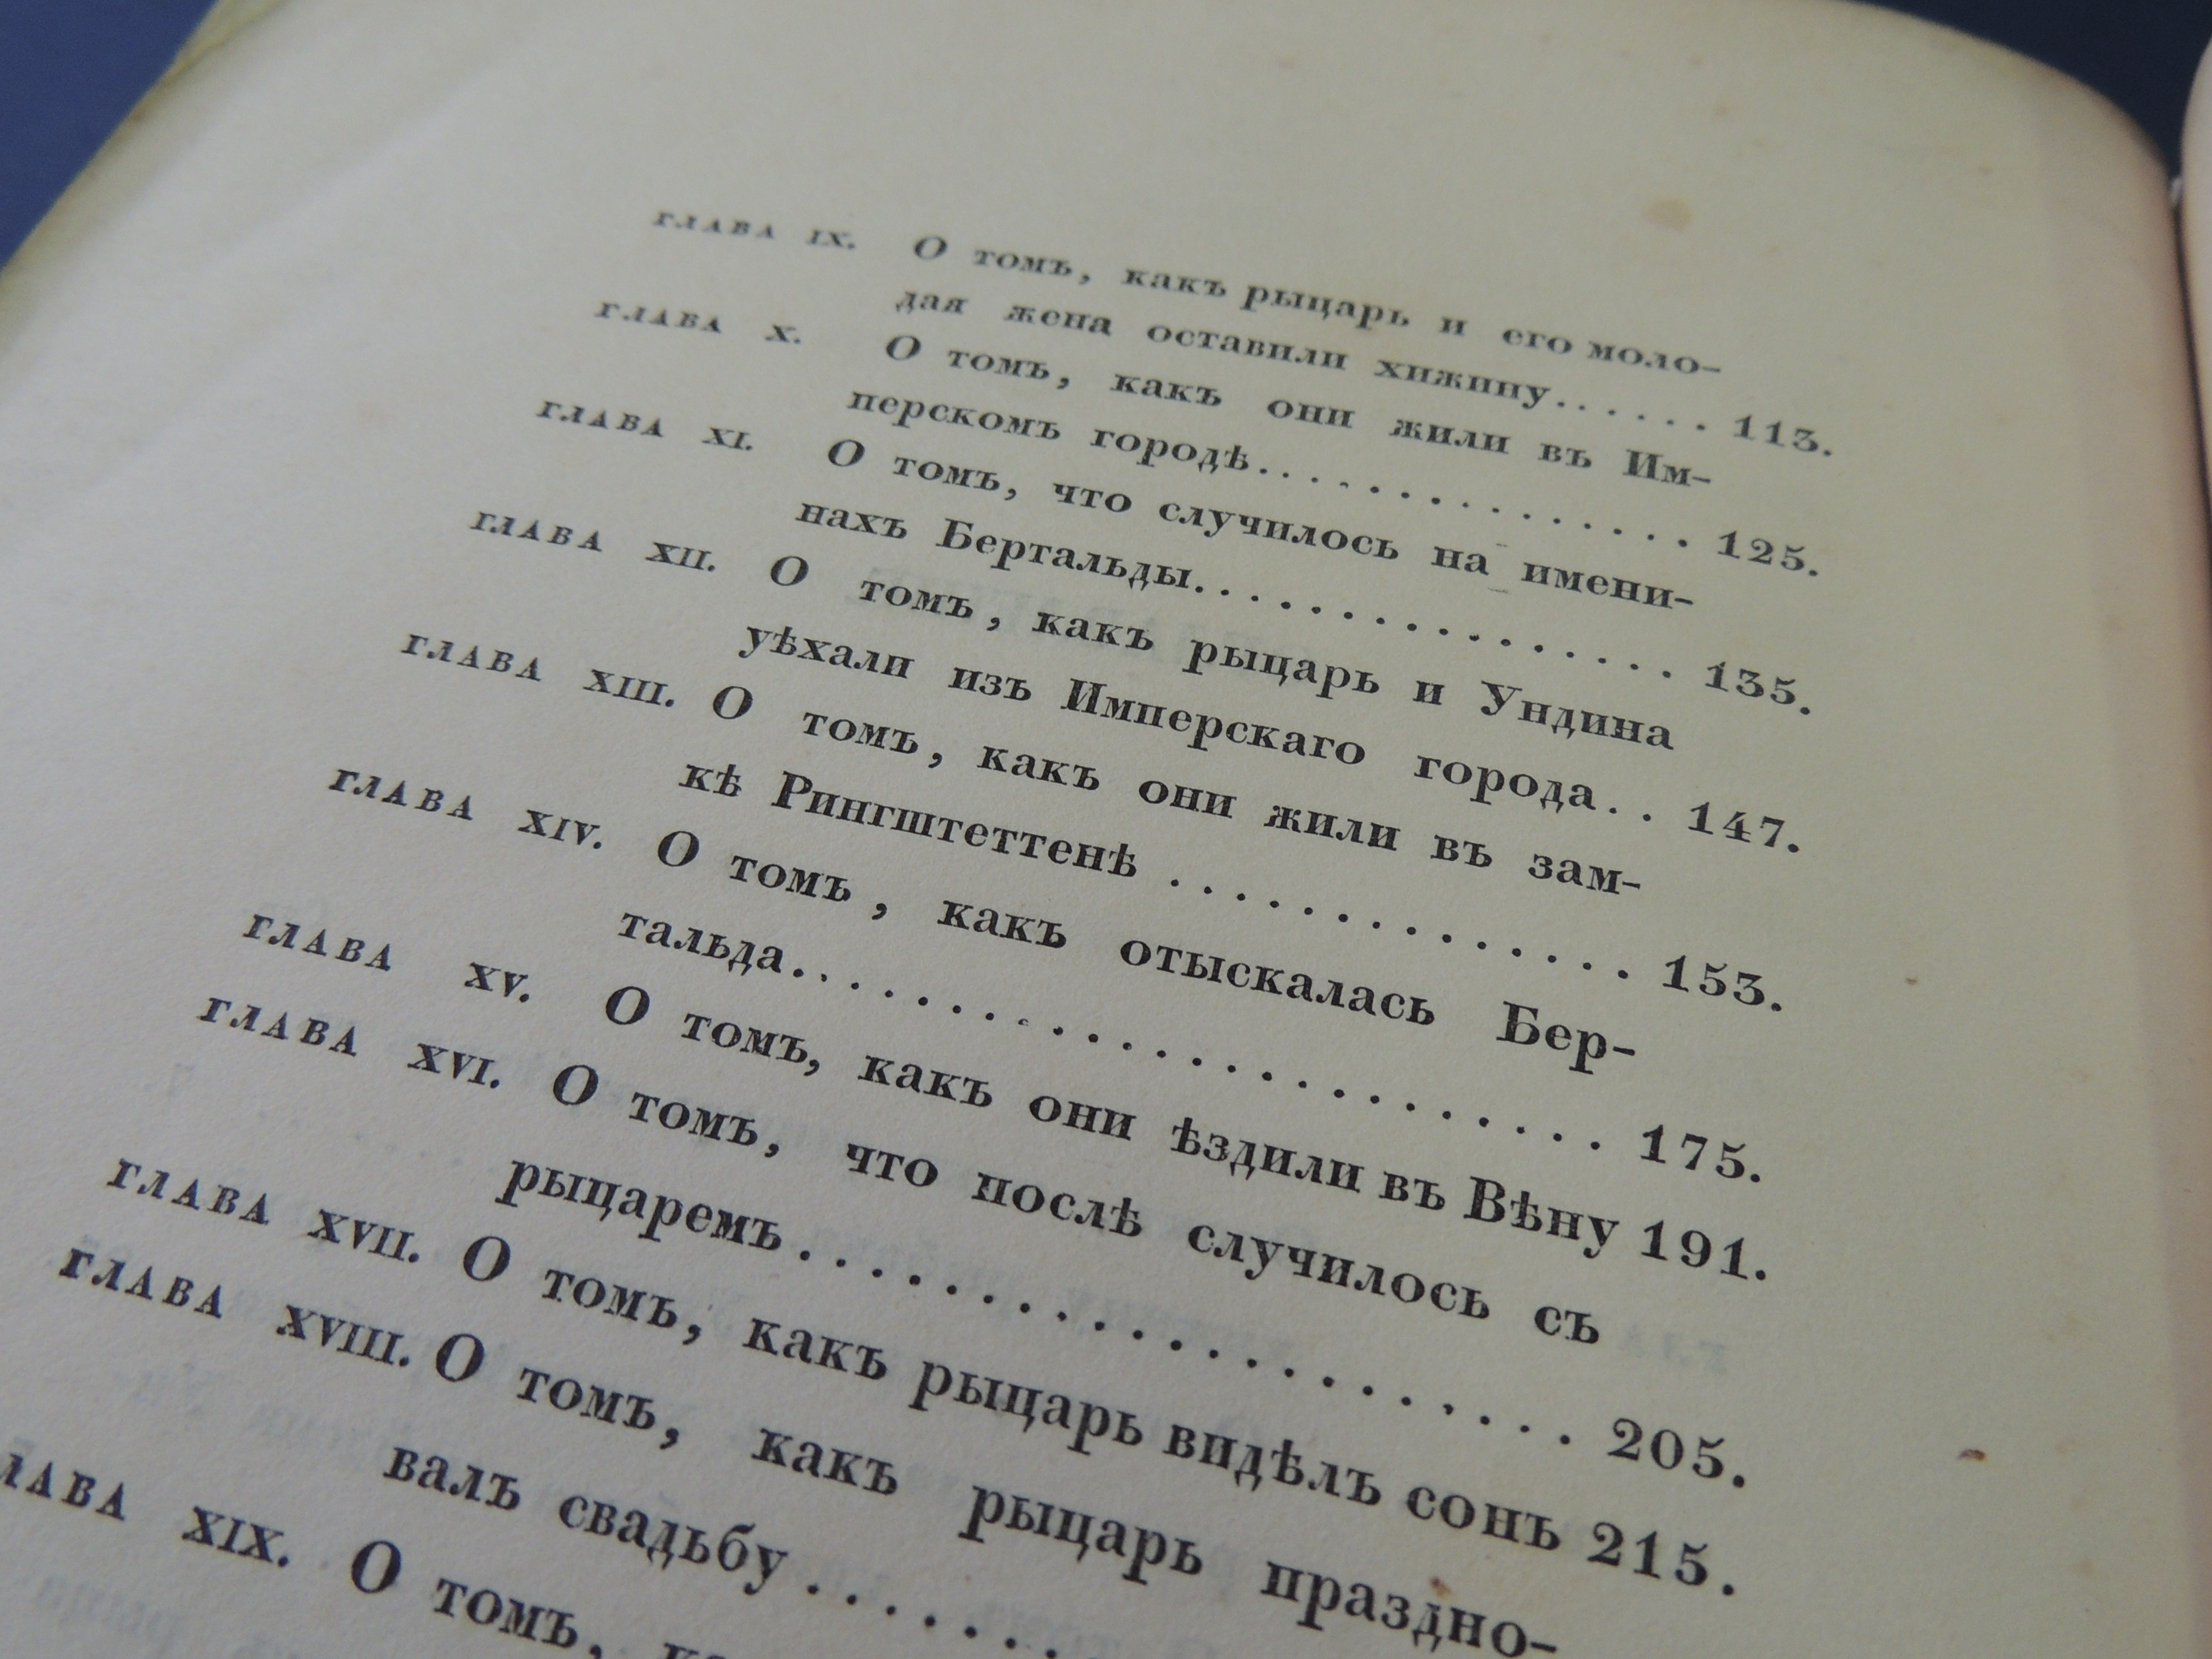 ГЛАВА IX. О томъ, какъ рыцарь и его моло-
дая жена оставили хижину...... 113.
ГЛАВА X. О томъ, какъ они жили въ Им-
перскомъ городѣ............... 125.
ГЛАВА XI. О томъ, что случилось на имени-
нахъ Бертальды................. 135.
ГЛАВА XII. О томъ, какъ рыцарь и Ундина
уѣхали изъ Имперскаго города.. 147.
ГЛАВА XIII. О томъ, какъ они жили въ зам-
кѣ Рингштеттенѣ .............. 153.
ГЛАВА XIV. О томъ, какъ отыскалась Бер-
тальда........................ 175.
ГЛАВА XV. О томъ, какъ они ѣздили въ Вѣну 191.
ГЛАВА XVI. О томъ, что послѣ случилось съ
рыцаремъ..................... 205.
ГЛАВА XVII. О томъ, какъ рыцарь видѣлъ сонъ 215.
ГЛАВА XVIII. О томъ, какъ рыцарь праздно-
валъ свадьбу.......
ЛАВА XIX. О томъ,